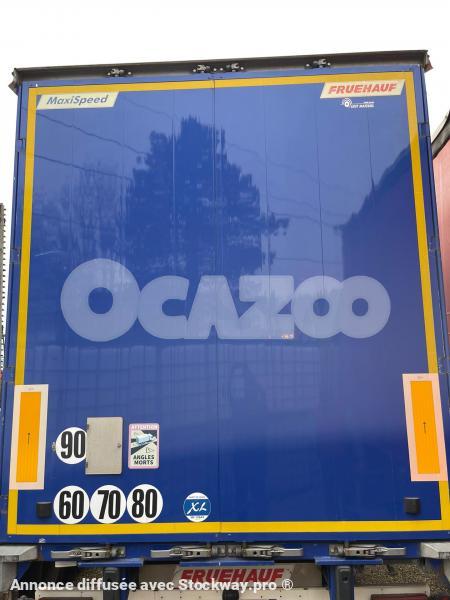 MaxiSpeed
FRUEHAUF
OCAZOO
90
ATTENTION
ANGLES
MORTS
60 70 80
XL
FRUEHAUF
Annonce diffusée avec Stockway.pro ®